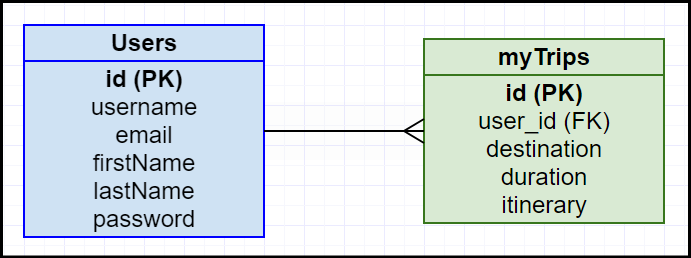 Users
id (PK)
username
email
firstName
lastName
password
myTrips
id (PK)
user_id (FK)
destination
duration
itinerary